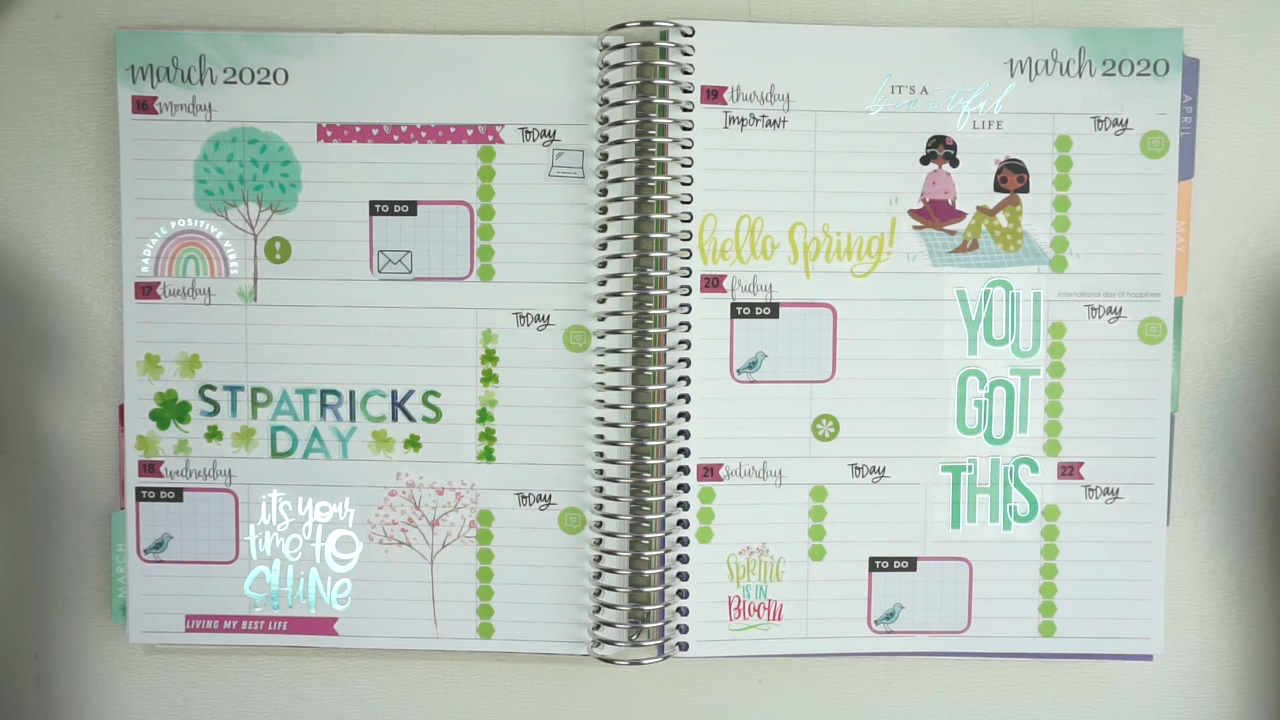 march 2020
16 monday
TODAY
TO DO
RADIATE POSITIVE VIBES
!
17 tuesday
TODAY
ST PATRICKS
DAY
18 wednesday
TO DO
it's your
time to
SHINE
TODAY
LIVING MY BEST LIFE
MARCH
march 2020
19 thursday
IT'S A
beautiful
LIFE
Important
TODAY
hello spring!
20 friday
international day of happiness
TO DO
TODAY
YOU
GOT
THIS
21 saturday
TODAY
22
TODAY
SPRING
IS IN
BLOOM
TO DO
APRIL
MAY